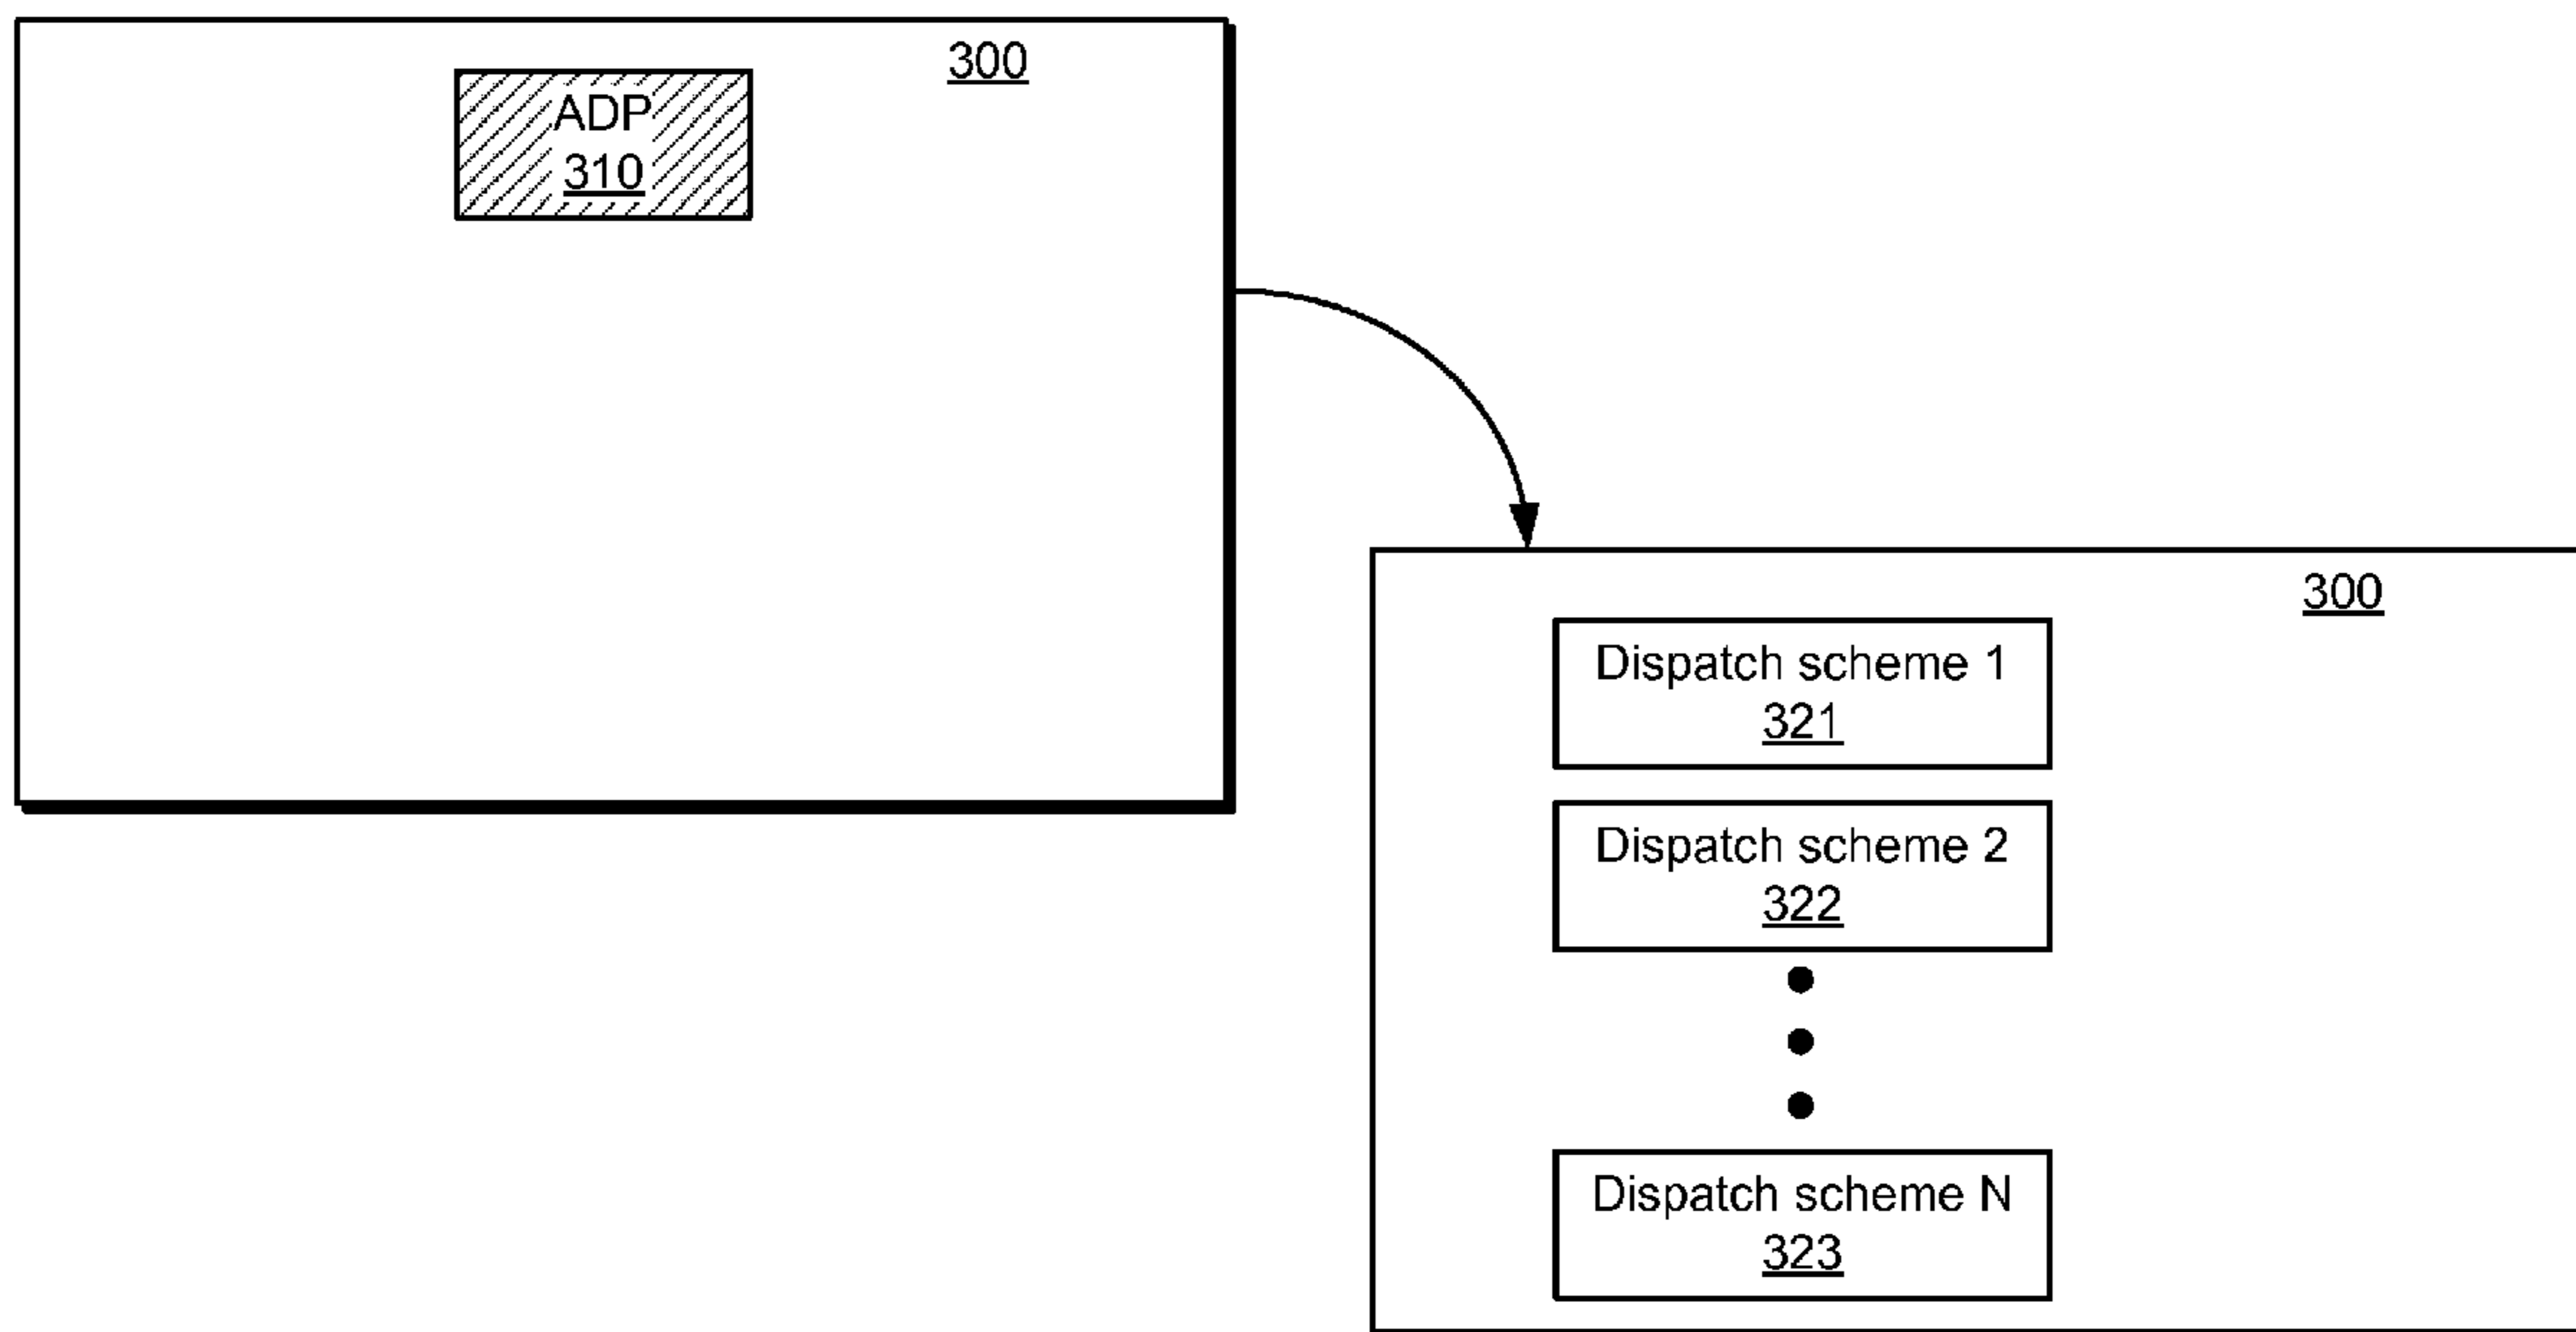 300
ADP
310
300
Dispatch scheme 1
321
Dispatch scheme 2
322
Dispatch scheme N
323